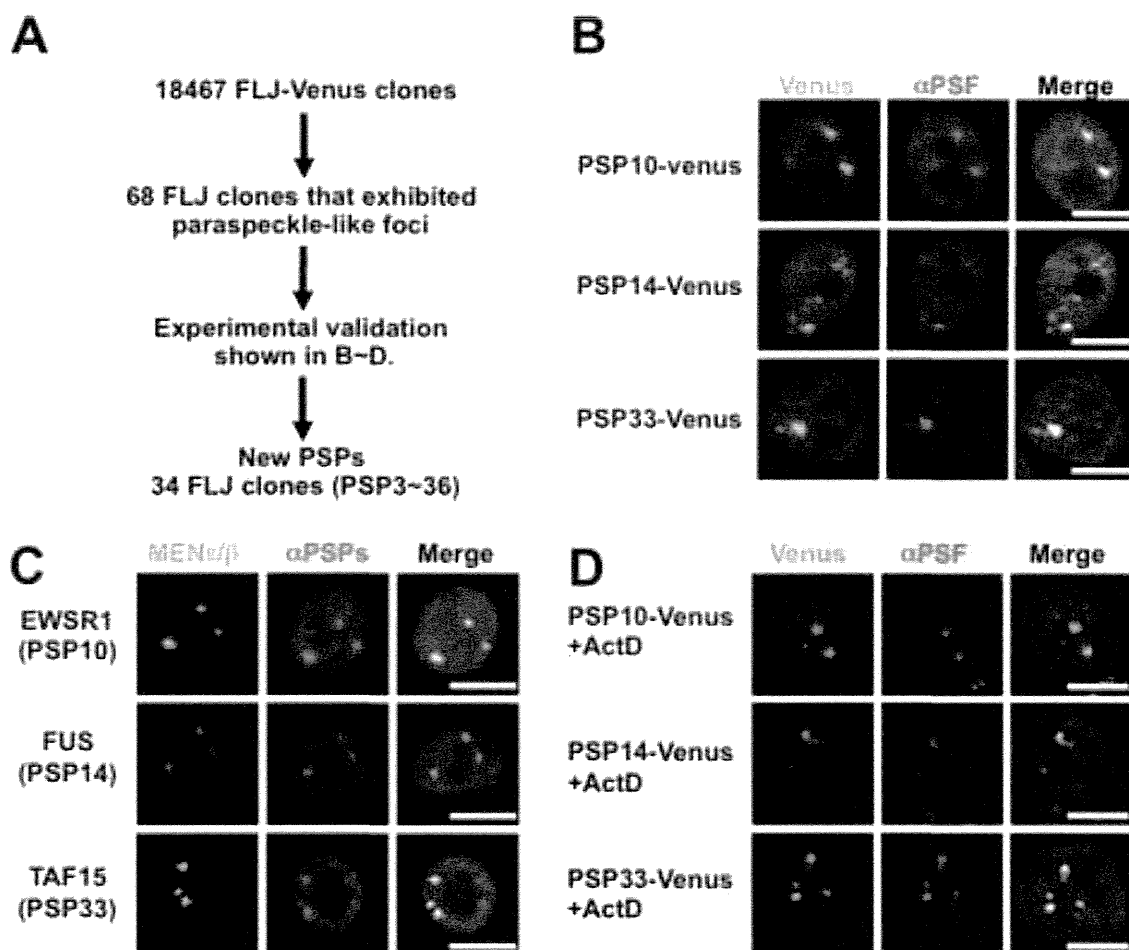 A
18467 FLJ-Venus clones
68 FLJ clones that exhibited
paraspeckle-like foci
Experimental validation
shown in B~D.
New PSPs
34 FLJ clones (PSP3~36)
B
Venus αPSF Merge
PSP10-venus
PSP14-Venus
PSP33-Venus
C
MENε/β αPSPs Merge
EWSR1
(PSP10)
FUS
(PSP14)
TAF15
(PSP33)
D
Venus αPSF Merge
PSP10-Venus
+ActD
PSP14-Venus
+ActD
PSP33-Venus
+ActD